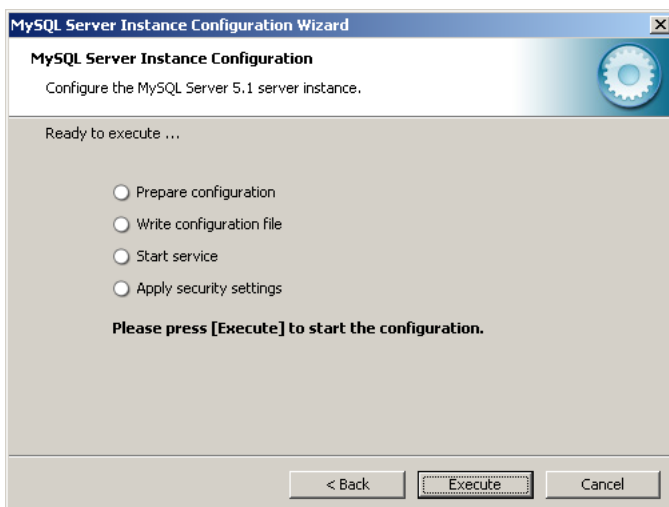 MySQL Server Instance Configuration Wizard
MySQL Server Instance Configuration
Configure the MySQL Server 5.1 server instance.
Ready to execute ...
Prepare configuration
Write configuration file
Start service
Apply security settings
Please press [Execute] to start the configuration.
< Back Execute Cancel